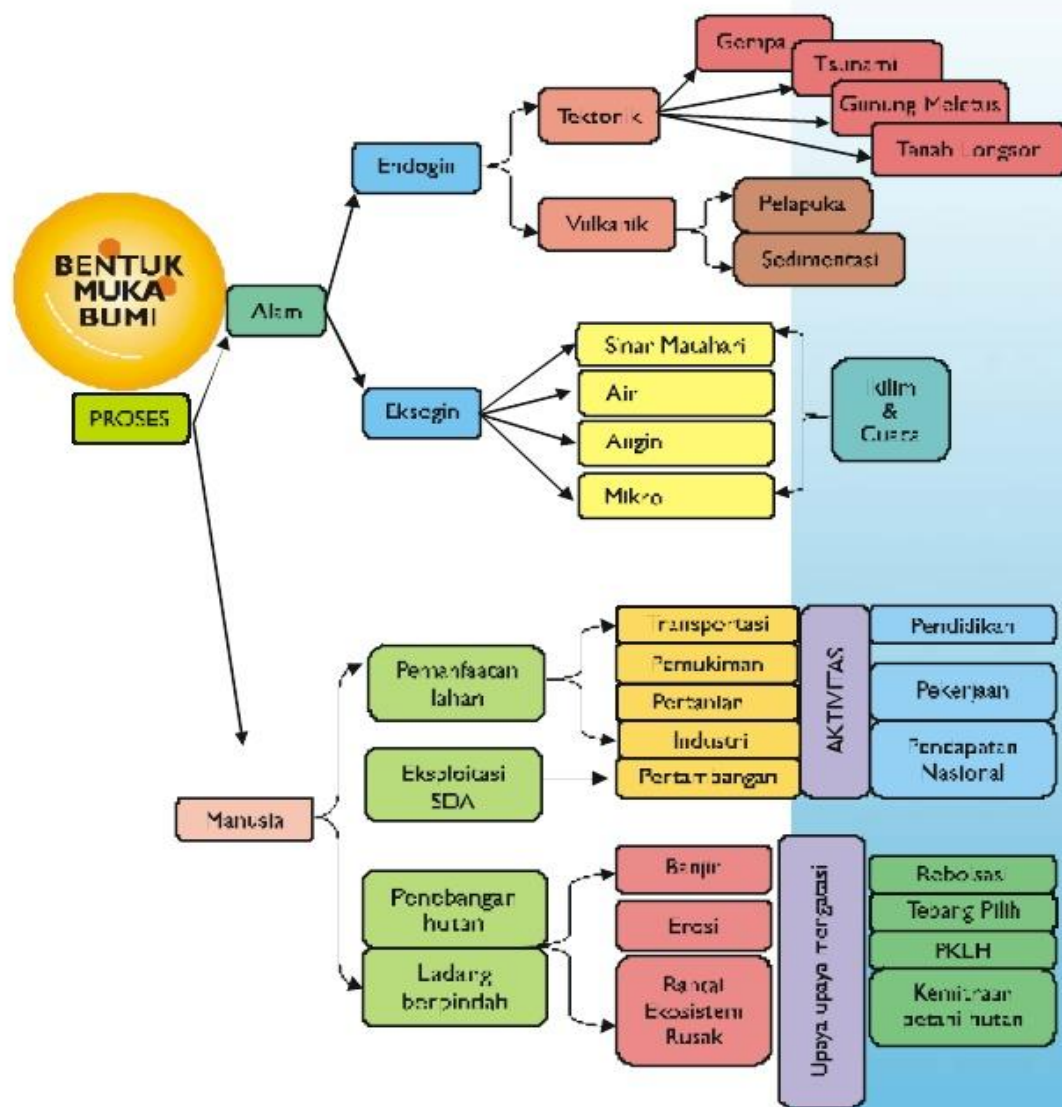 BENTUK
MUKA
BUMI
PROSES
Alam
Endogin
Tektonik
Gempa
Tsunami
Gunung Meletus
Tanah Longsor
Vulkanik
Pelapuka
Sedimentasi
Eksogin
Sinar Matahari
Air
Angin
Mikro
Iklim
&
Cuaca
Manusia
Pemanfaatan
lahan
Transportasi
Pemukiman
Pertanian
Industri
Eksploitasi
SDA
Pertambangan
AKTIVITAS
Pendidikan
Pekerjaan
Pendapatan
Nasional
Penebangan
hutan
Ladang
berpindah
Banjir
Erosi
Rantai
Ekosistem
Rusak
Upaya upaya mengatasi
Reboisas
Tebang Pilih
PKLH
Kemitraan
petani hutan